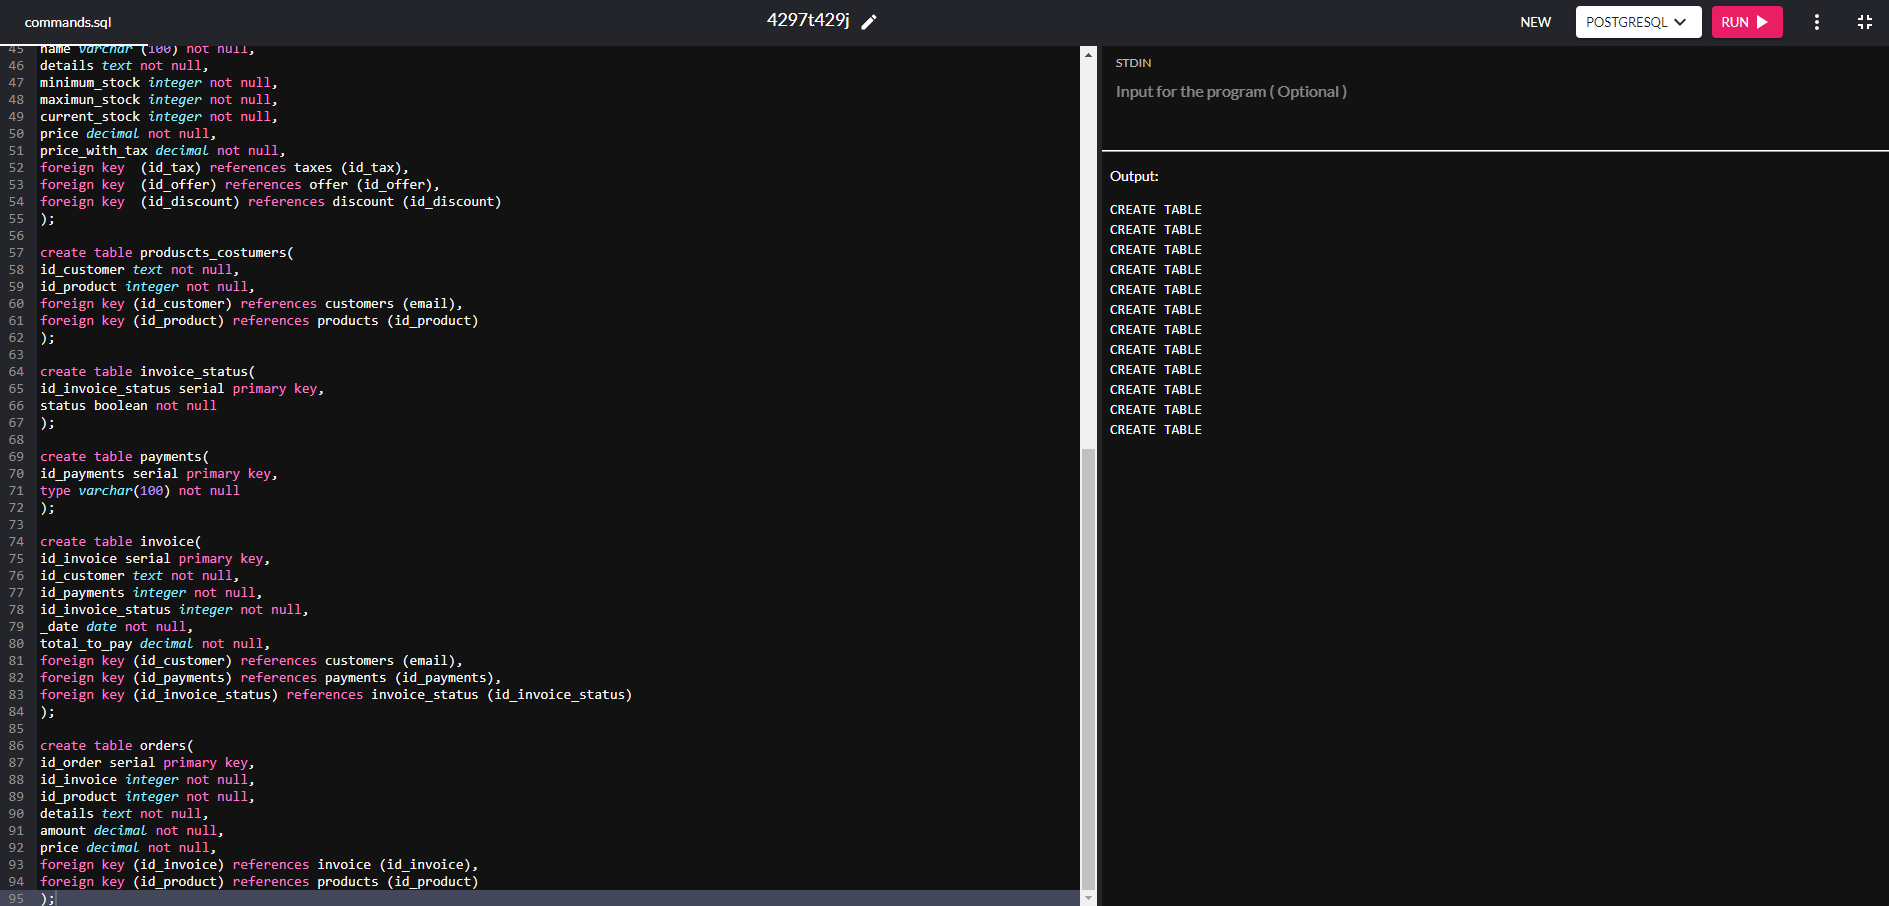 commands.sql
4297t429j
NEW
POSTGRESQL
RUN
45 name varchar (100) not null,
46 details text not null,
47 minimum_stock integer not null,
48 maximun_stock integer not null,
49 current_stock integer not null,
50 price decimal not null,
51 price_with_tax decimal not null,
52 foreign key  (id_tax) references taxes (id_tax),
53 foreign key  (id_offer) references offer (id_offer),
54 foreign key  (id_discount) references discount (id_discount)
55 );
56
57 create table produscts_costumers(
58 id_customer text not null,
59 id_product integer not null,
60 foreign key (id_customer) references customers (email),
61 foreign key (id_product) references products (id_product)
62 );
63
64 create table invoice_status(
65 id_invoice_status serial primary key,
66 status boolean not null
67 );
68
69 create table payments(
70 id_payments serial primary key,
71 type varchar(100) not null
72 );
73
74 create table invoice(
75 id_invoice serial primary key,
76 id_customer text not null,
77 id_payments integer not null,
78 id_invoice_status integer not null,
79 _date date not null,
80 total_to_pay decimal not null,
81 foreign key (id_customer) references customers (email),
82 foreign key (id_payments) references payments (id_payments),
83 foreign key (id_invoice_status) references invoice_status (id_invoice_status)
84 );
85
86 create table orders(
87 id_order serial primary key,
88 id_invoice integer not null,
89 id_product integer not null,
90 details text not null,
91 amount decimal not null,
92 price decimal not null,
93 foreign key (id_invoice) references invoice (id_invoice),
94 foreign key (id_product) references products (id_product)
95 );
STDIN
Input for the program ( Optional )
Output:
CREATE TABLE
CREATE TABLE
CREATE TABLE
CREATE TABLE
CREATE TABLE
CREATE TABLE
CREATE TABLE
CREATE TABLE
CREATE TABLE
CREATE TABLE
CREATE TABLE
CREATE TABLE